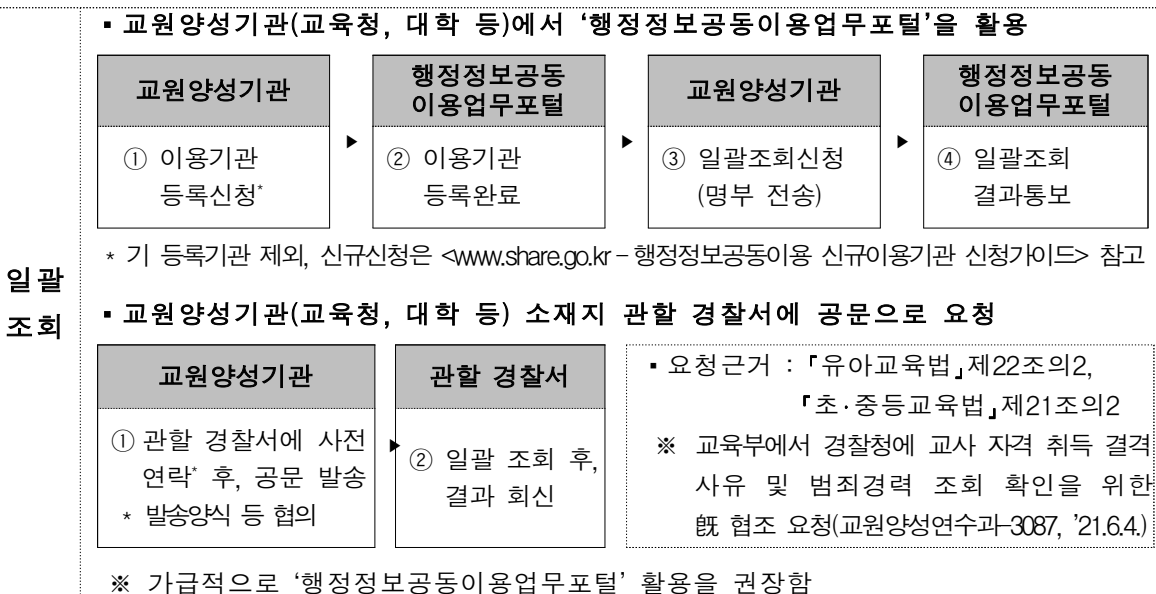 ▪ 교원양성기관(교육청, 대학 등)에서 ‘행정정보공동이용업무포털’을 활용
교원양성기관
① 이용기관
등록신청*
▶
행정정보공동
이용업무포털
② 이용기관
등록완료
▶
교원양성기관
③ 일괄조회신청
(명부 전송)
▶
행정정보공동
이용업무포털
④ 일괄조회
결과통보
* 기 등록기관 제외, 신규신청은 <www.share.go.kr – 행정정보공동이용 신규이용기관 신청가이드> 참고
일괄
조회
▪ 교원양성기관(교육청, 대학 등) 소재지 관할 경찰서에 공문으로 요청
교원양성기관
① 관할 경찰서에 사전
연락* 후, 공문 발송
* 발송양식 등 협의
▶
관할 경찰서
② 일괄 조회 후,
결과 회신
▪ 요청근거 : 『유아교육법』제22조의2,
『초·중등교육법』제21조의2
※ 교육부에서 경찰청에 교사 자격 취득 결격
사유 및 범죄경력 조회 확인을 위한
旣 협조 요청(교원양성연수과-3087, ’21.6.4.)
※ 가급적으로 ‘행정정보공동이용업무포털’ 활용을 권장함